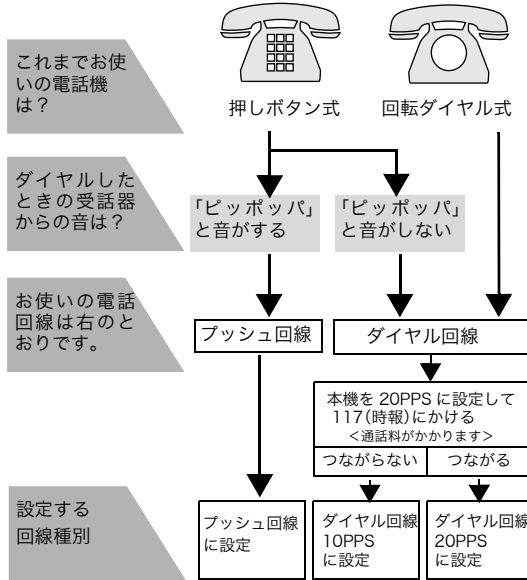 これまでお使
いの電話機
は？
押しボタン式
回転ダイヤル式
ダイヤルした
ときの受話器
からの音は？
「ピッポッパ」
と音がする
「ピッポッパ」
と音がしない
お使いの電話
回線は右のと
おりです。
プッシュ回線
ダイヤル回線
本機を 20PPS に設定して
117（時報）にかける
＜通話料がかかります＞
つながらない
つながる
設定する
回線種別
プッシュ回線
に設定
ダイヤル回線
10PPS
に設定
ダイヤル回線
20PPS
に設定